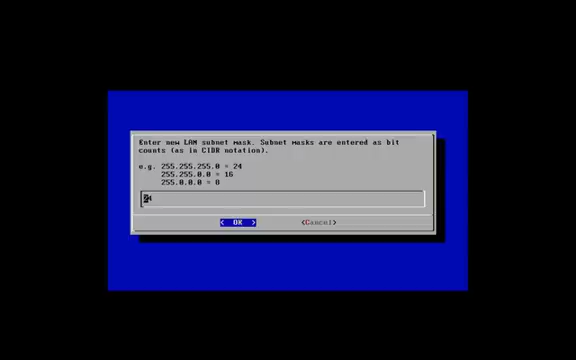 Enter new LAN subnet mask. Subnet masks are entered as bit
counts (as in CIDR notation).
e.g. 255.255.255.0 = 24
255.255.0.0 = 16
255.0.0.0 = 8
24
< OK > <Cancel>